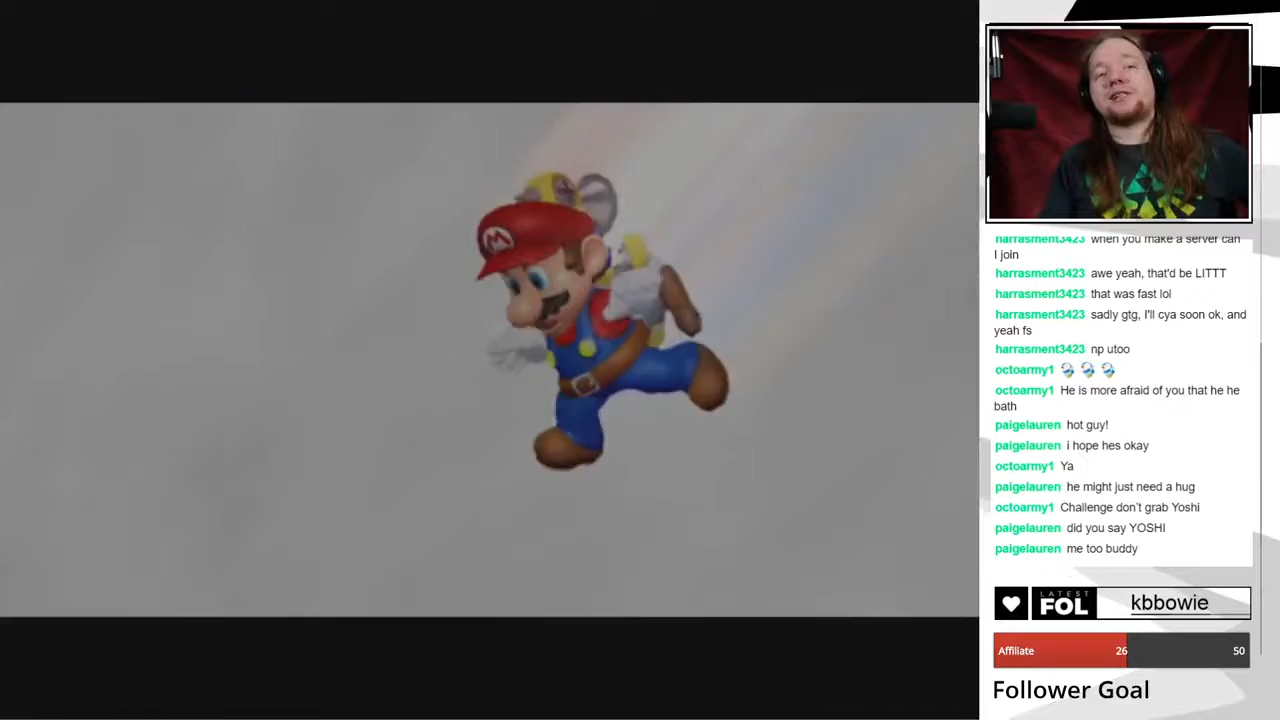 M
harrasment3423 when you make a server can
I join
harrasment3423 awe yeah, that'd be LITTT
harrasment3423 that was fast lol
harrasment3423 sadly gtg, I'll cya soon ok, and
yeah fs
harrasment3423 np utoo
octoarmy1
octoarmy1 He is more afraid of you that he he
bath
paigelauren hot guy!
paigelauren i hope hes okay
octoarmy1 Ya
paigelauren he might just need a hug
octoarmy1 Challenge don't grab Yoshi
paigelauren did you say YOSHI
paigelauren me too buddy
LATEST
FOL kbbowie
Affiliate 26 50
Follower Goal